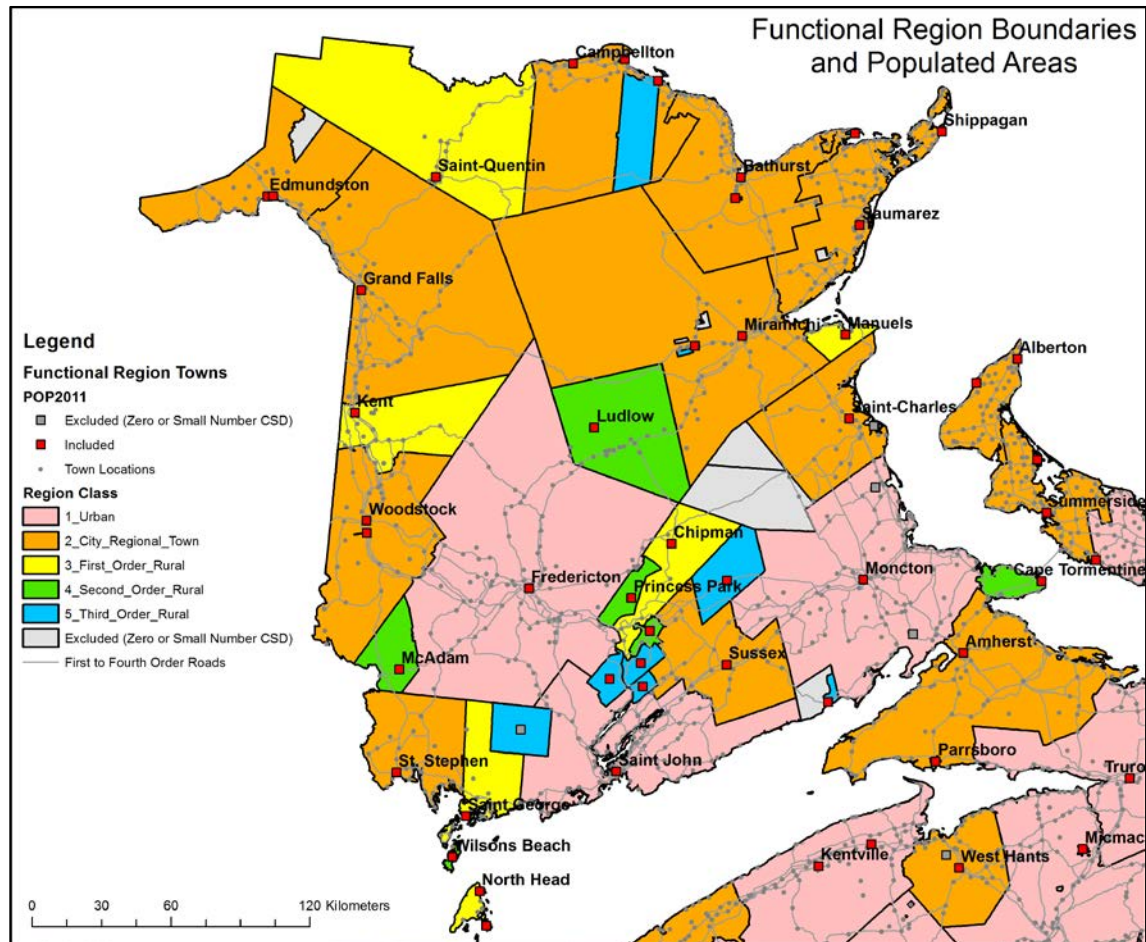 Functional Region Boundaries
and Populated Areas
Campbellton
Shippagan
Saint-Quentin
Bathurst
Edmundston
Saumarez
Grand Falls
Miramichi
Manuels
Alberton
Kent
Ludlow
Saint-Charles
Woodstock
Summerside
Chipman
Fredericton
Princess Park
Moncton
Cape Tormentine
McAdam
Sussex
Amherst
St. Stephen
Saint John
Parrsboro
Truro
Saint George
Wilsons Beach
Kentville
West Hants
Micmac
North Head
Legend
Functional Region Towns
POP2011
Excluded (Zero or Small Number CSD)
Included
Town Locations
Region Class
1_Urban
2_City_Regional_Town
3_First_Order_Rural
4_Second_Order_Rural
5_Third_Order_Rural
Excluded (Zero or Small Number CSD)
First to Fourth Order Roads
0 30 60 120 Kilometers